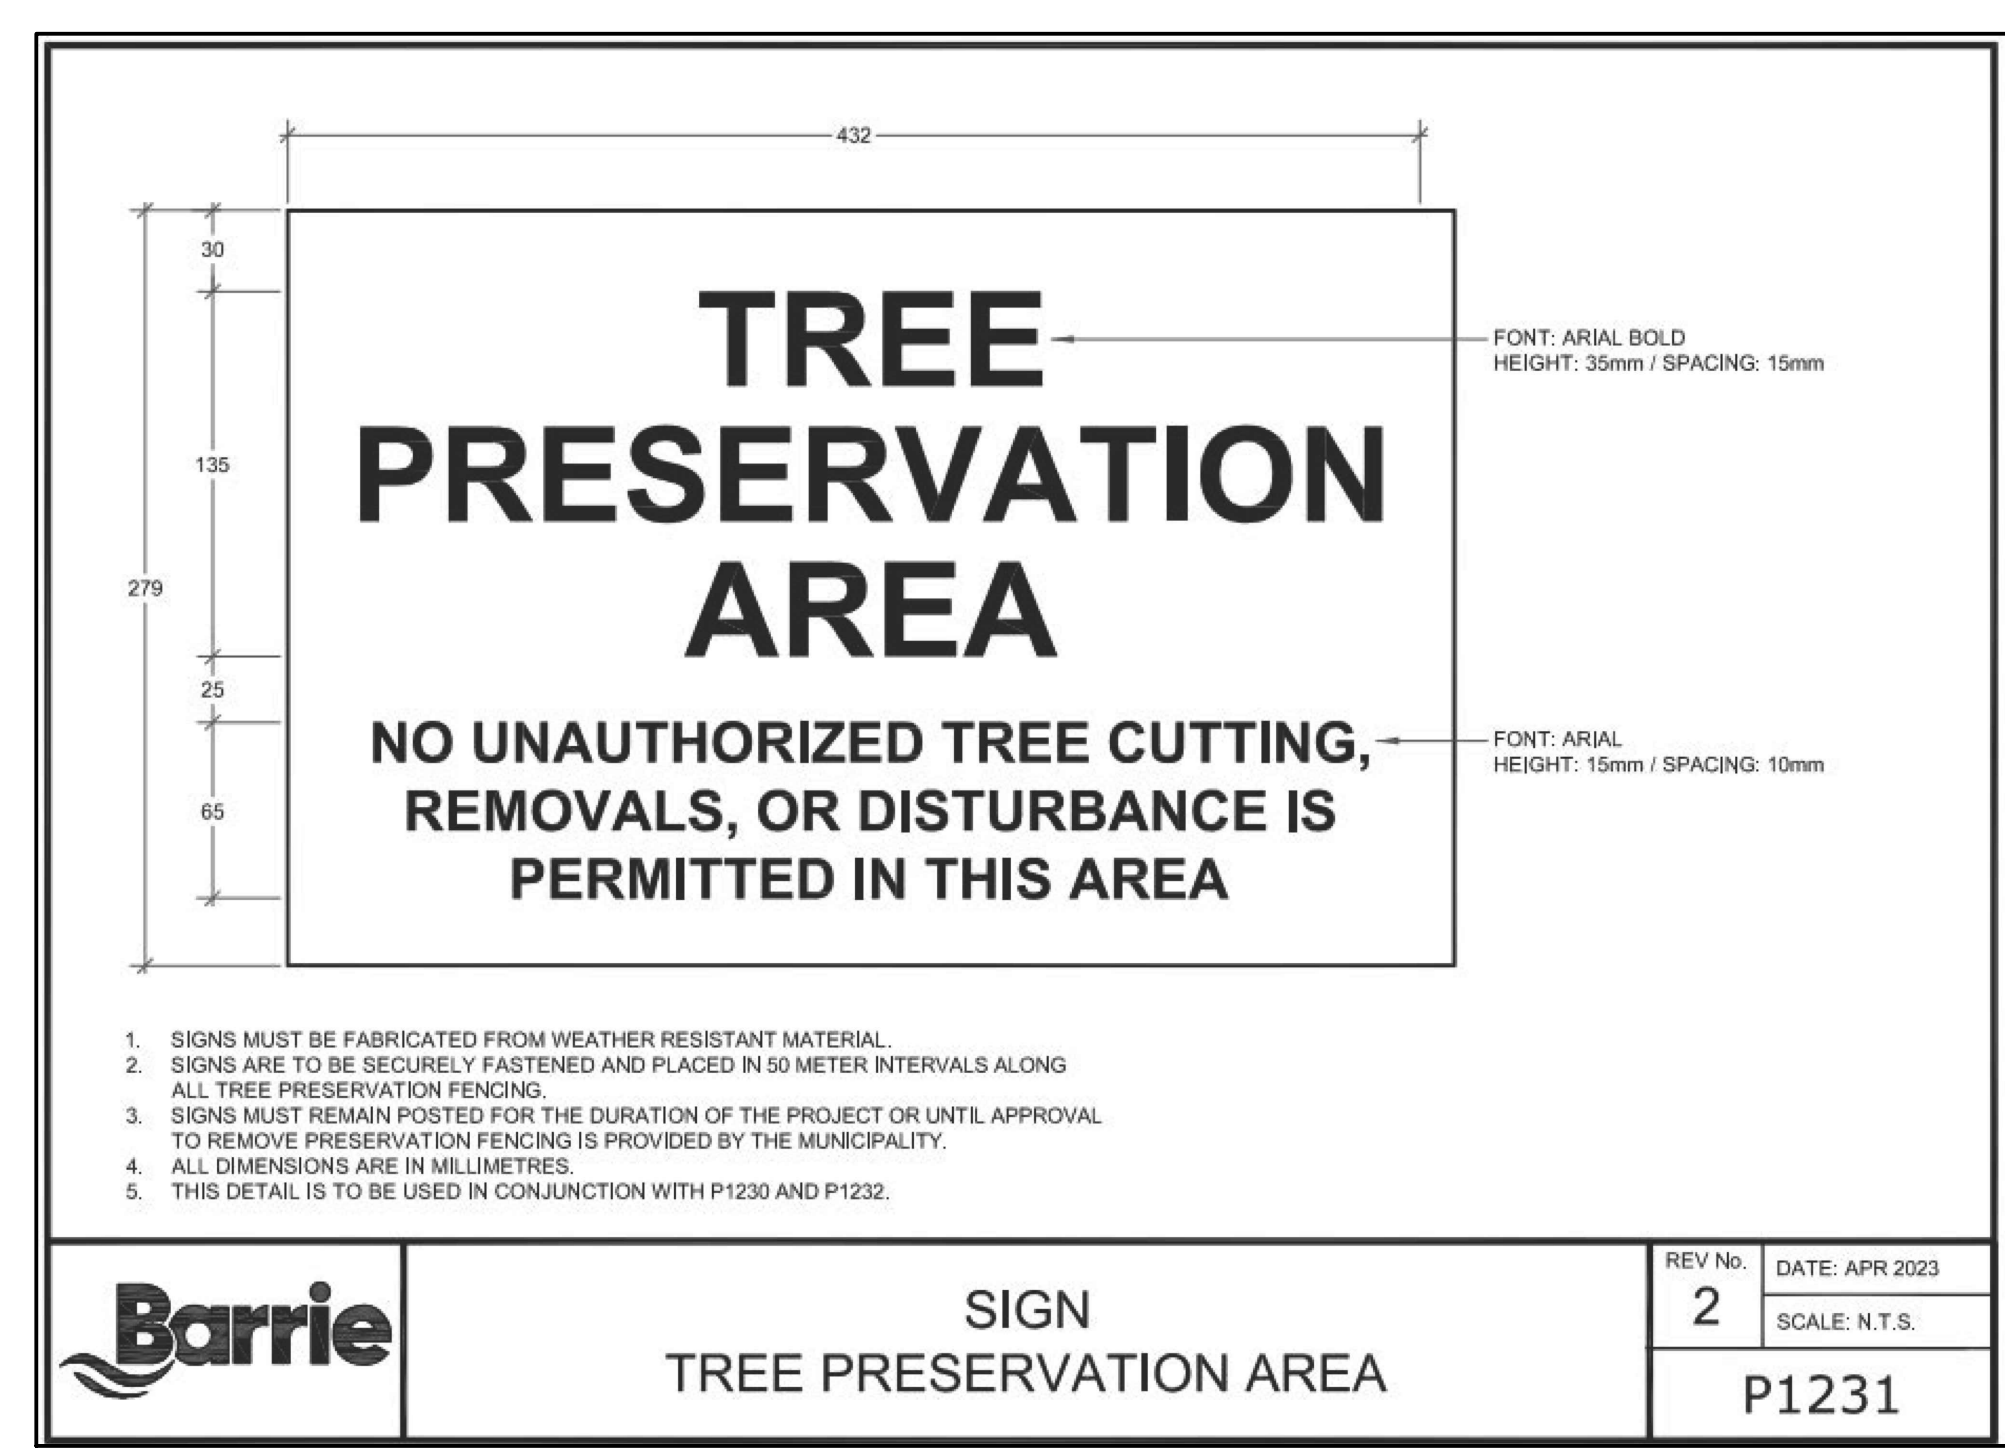 432
30
TREE
FONT: ARIAL BOLD
HEIGHT: 35mm / SPACING: 15mm
135
PRESERVATION
279
AREA
25
NO UNAUTHORIZED TREE CUTTING,
FONT: ARIAL
HEIGHT: 15mm / SPACING: 10mm
65
REMOVALS, OR DISTURBANCE IS
PERMITTED IN THIS AREA
1. SIGNS MUST BE FABRICATED FROM WEATHER RESISTANT MATERIAL.
2. SIGNS ARE TO BE SECURELY FASTENED AND PLACED IN 50 METER INTERVALS ALONG
ALL TREE PRESERVATION FENCING.
3. SIGNS MUST REMAIN POSTED FOR THE DURATION OF THE PROJECT OR UNTIL APPROVAL
TO REMOVE PRESERVATION FENCING IS PROVIDED BY THE MUNICIPALITY.
4. ALL DIMENSIONS ARE IN MILLIMETRES.
5. THIS DETAIL IS TO BE USED IN CONJUNCTION WITH P1230 AND P1232.
Barrie
SIGN
TREE PRESERVATION AREA
REV No.
2
DATE: APR 2023
SCALE: N.T.S.
P1231